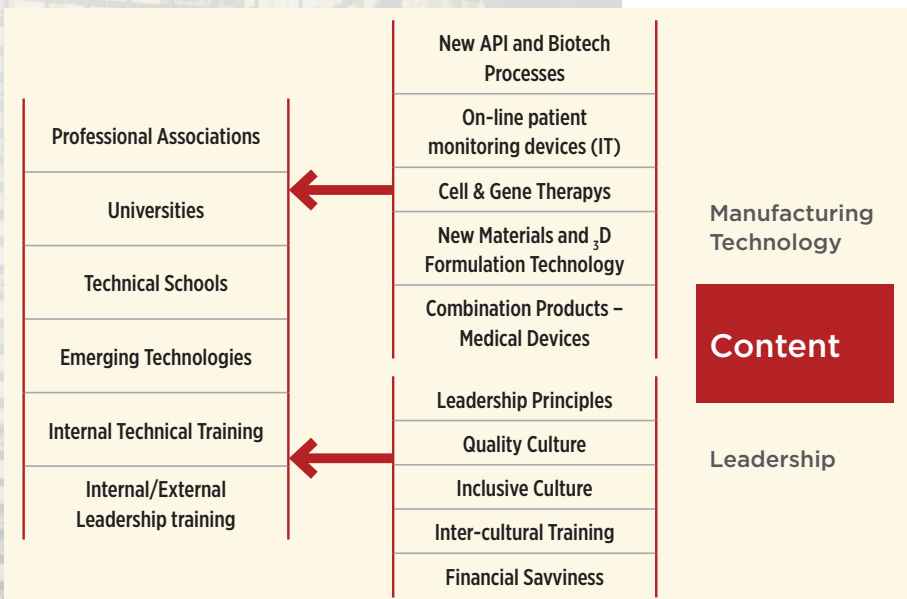 Professional Associations
Universities
Technical Schools
Emerging Technologies
Internal Technical Training
Internal/External
Leadership training
New API and Biotech
Processes
On-line patient
monitoring devices (IT)
Cell & Gene Therapys
New Materials and ₃D
Formulation Technology
Combination Products –
Medical Devices
Leadership Principles
Quality Culture
Inclusive Culture
Inter-cultural Training
Financial Savviness
Manufacturing
Technology
Content
Leadership